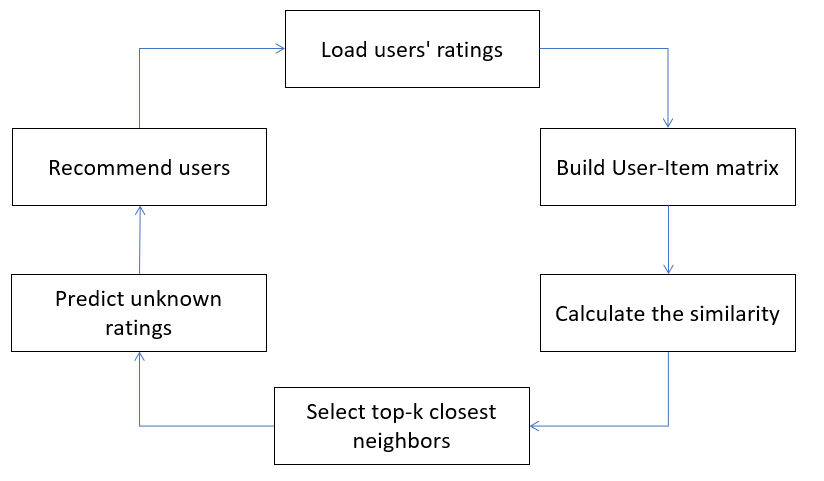 Load users' ratings
Build User-Item matrix
Calculate the similarity
Select top-k closest
neighbors
Predict unknown
ratings
Recommend users